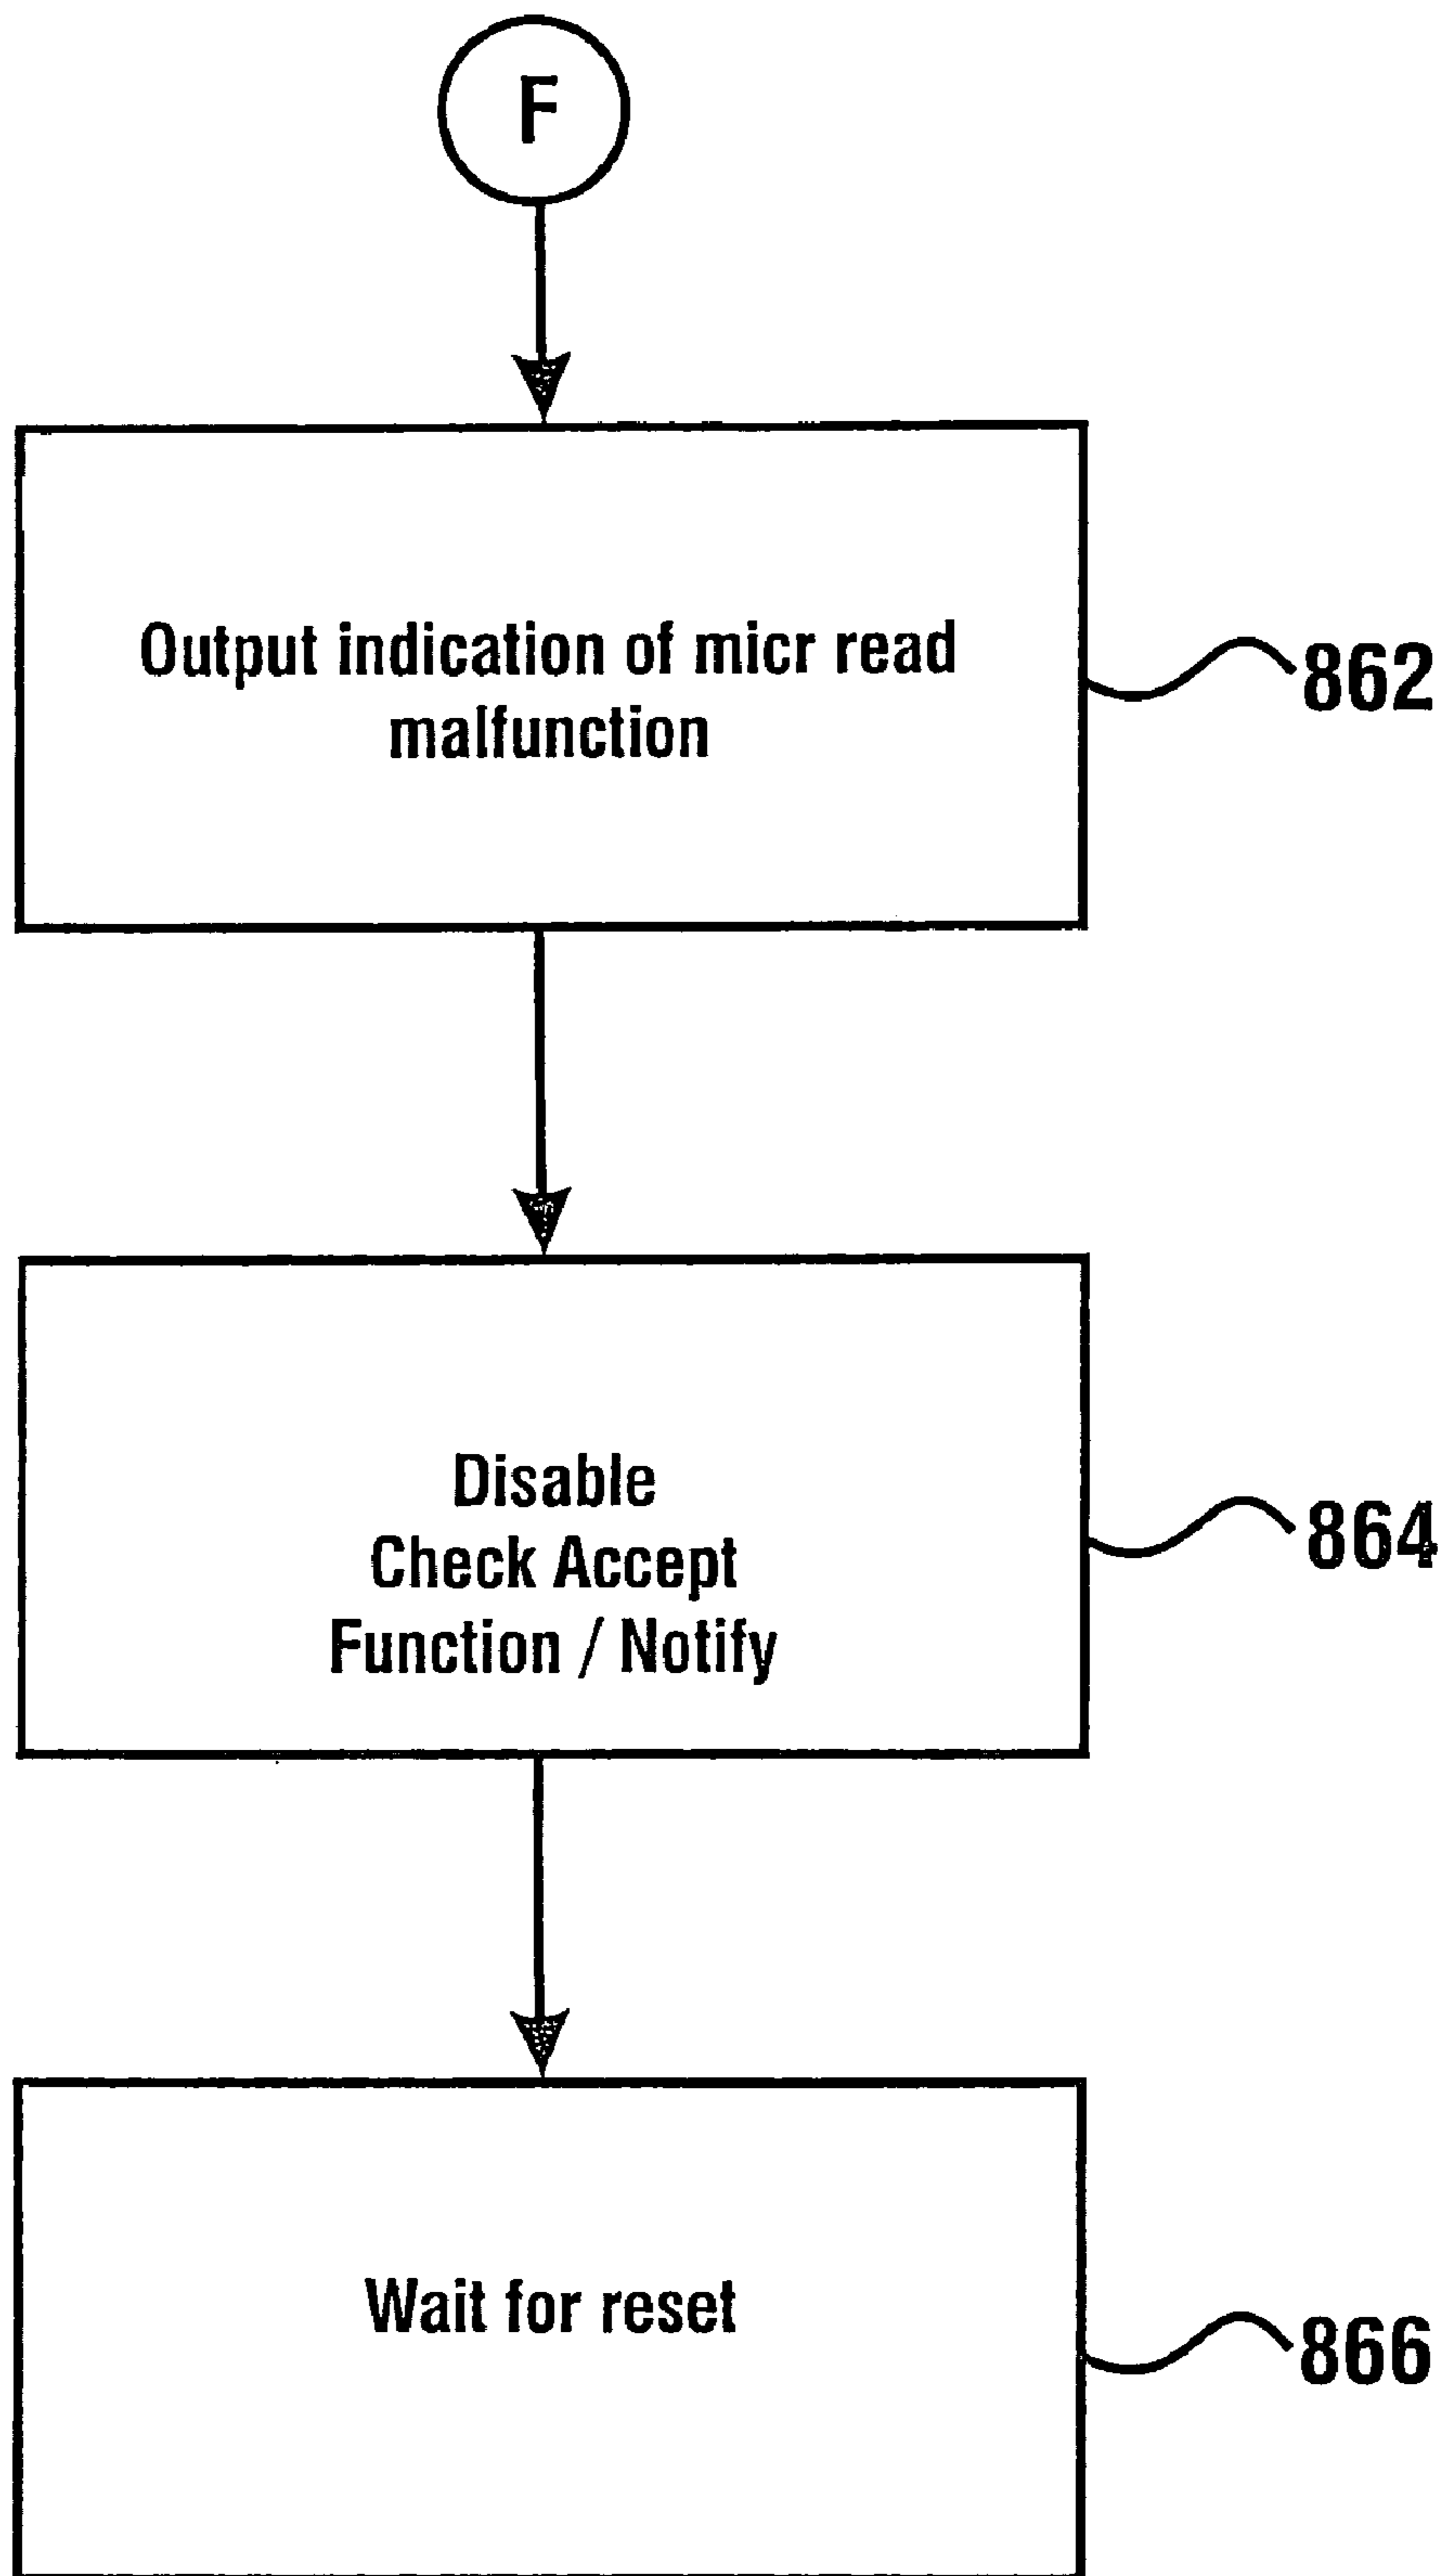 F
Output indication of micr read
malfunction
862
Disable
Check Accept
Function / Notify
864
Wait for reset
866